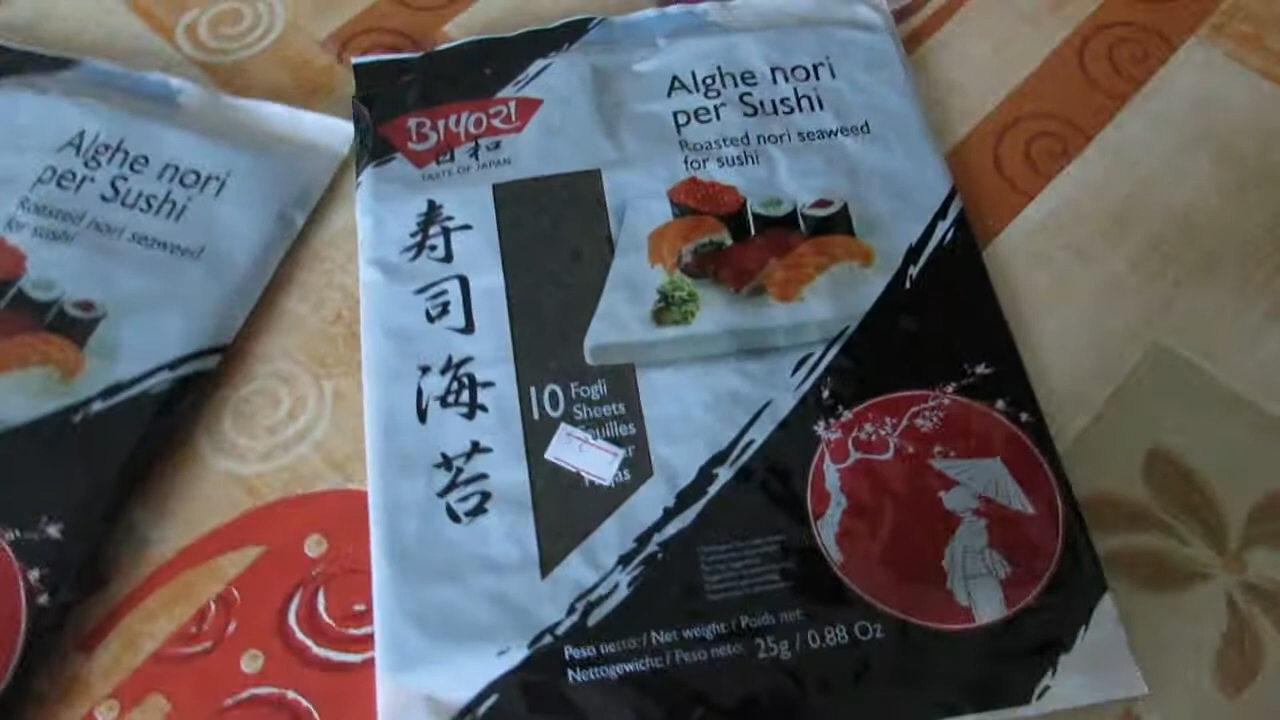 Alghe nori
per Sushi
Roasted nori seaweed
for sushi
BIYORI
日和
TASTE OF JAPAN
Alghe nori
per Sushi
Roasted nori seaweed
for sushi
寿司海苔
10
Fogli
Sheets
Peso netto: / Net weight: / Poids net:
Nettogewicht: / Peso neto: 25g / 0.88 Oz